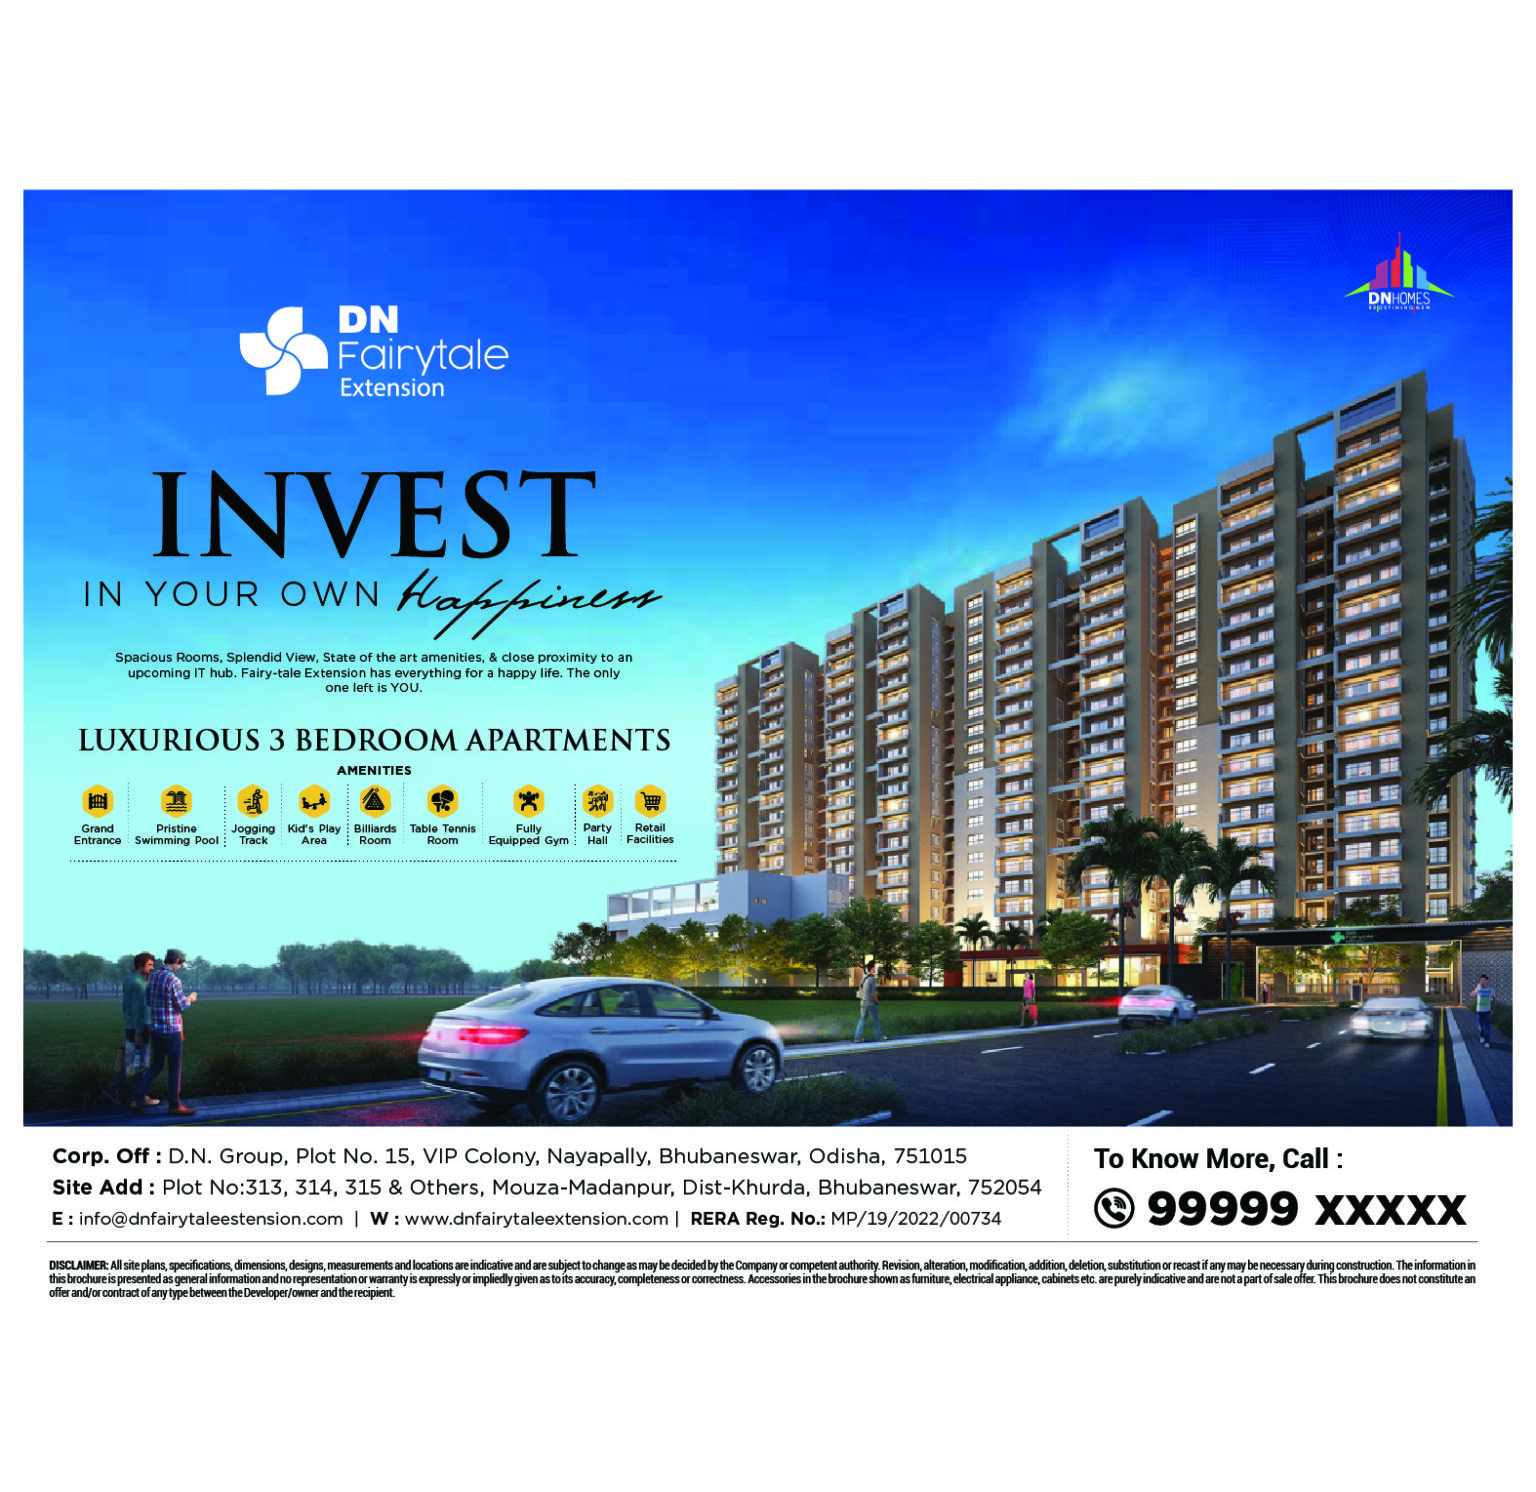 DNHOMES
REDEFINING NEW
DN
Fairytale
Extension
INVEST
IN YOUR OWN Happiness
Spacious Rooms, Splendid View, State of the art amenities, & close proximity to an
upcoming IT hub. Fairy-tale Extension has everything for a happy life. The only
one left is YOU.
LUXURIOUS 3 BEDROOM APARTMENTS
AMENITIES
Grand
Entrance
Pristine
Swimming Pool
Jogging
Track
Kid's Play
Area
Billiards
Room
Table Tennis
Room
Fully
Equipped Gym
Party
Hall
Retail
Facilities
Corp. Off : D.N. Group, Plot No. 15, VIP Colony, Nayapally, Bhubaneswar, Odisha, 751015
Site Add : Plot No:313, 314, 315 & Others, Mouza-Madanpur, Dist-Khurda, Bhubaneswar, 752054
E : info@dnfairytaleestension.com | W : www.dnfairytaleextension.com | RERA Reg. No.: MP/19/2022/00734
To Know More, Call :
99999 XXXXX
DISCLAIMER: All site plans, specifications, dimensions, designs, measurements and locations are indicative and are subject to change as may be decided by the Company or competent authority. Revision, alteration, modification, addition, deletion, substitution or recast if any may be necessary during construction. The information in
this brochure is presented as general information and no representation or warranty is expressly or impliedly given as to its accuracy, completeness or correctness. Accessories in the brochure shown as furniture, electrical appliance, cabinets etc. are purely indicative and are not a part of sale offer. This brochure does not constitute an
offer and/or contract of any type between the Developer/owner and the recipient.